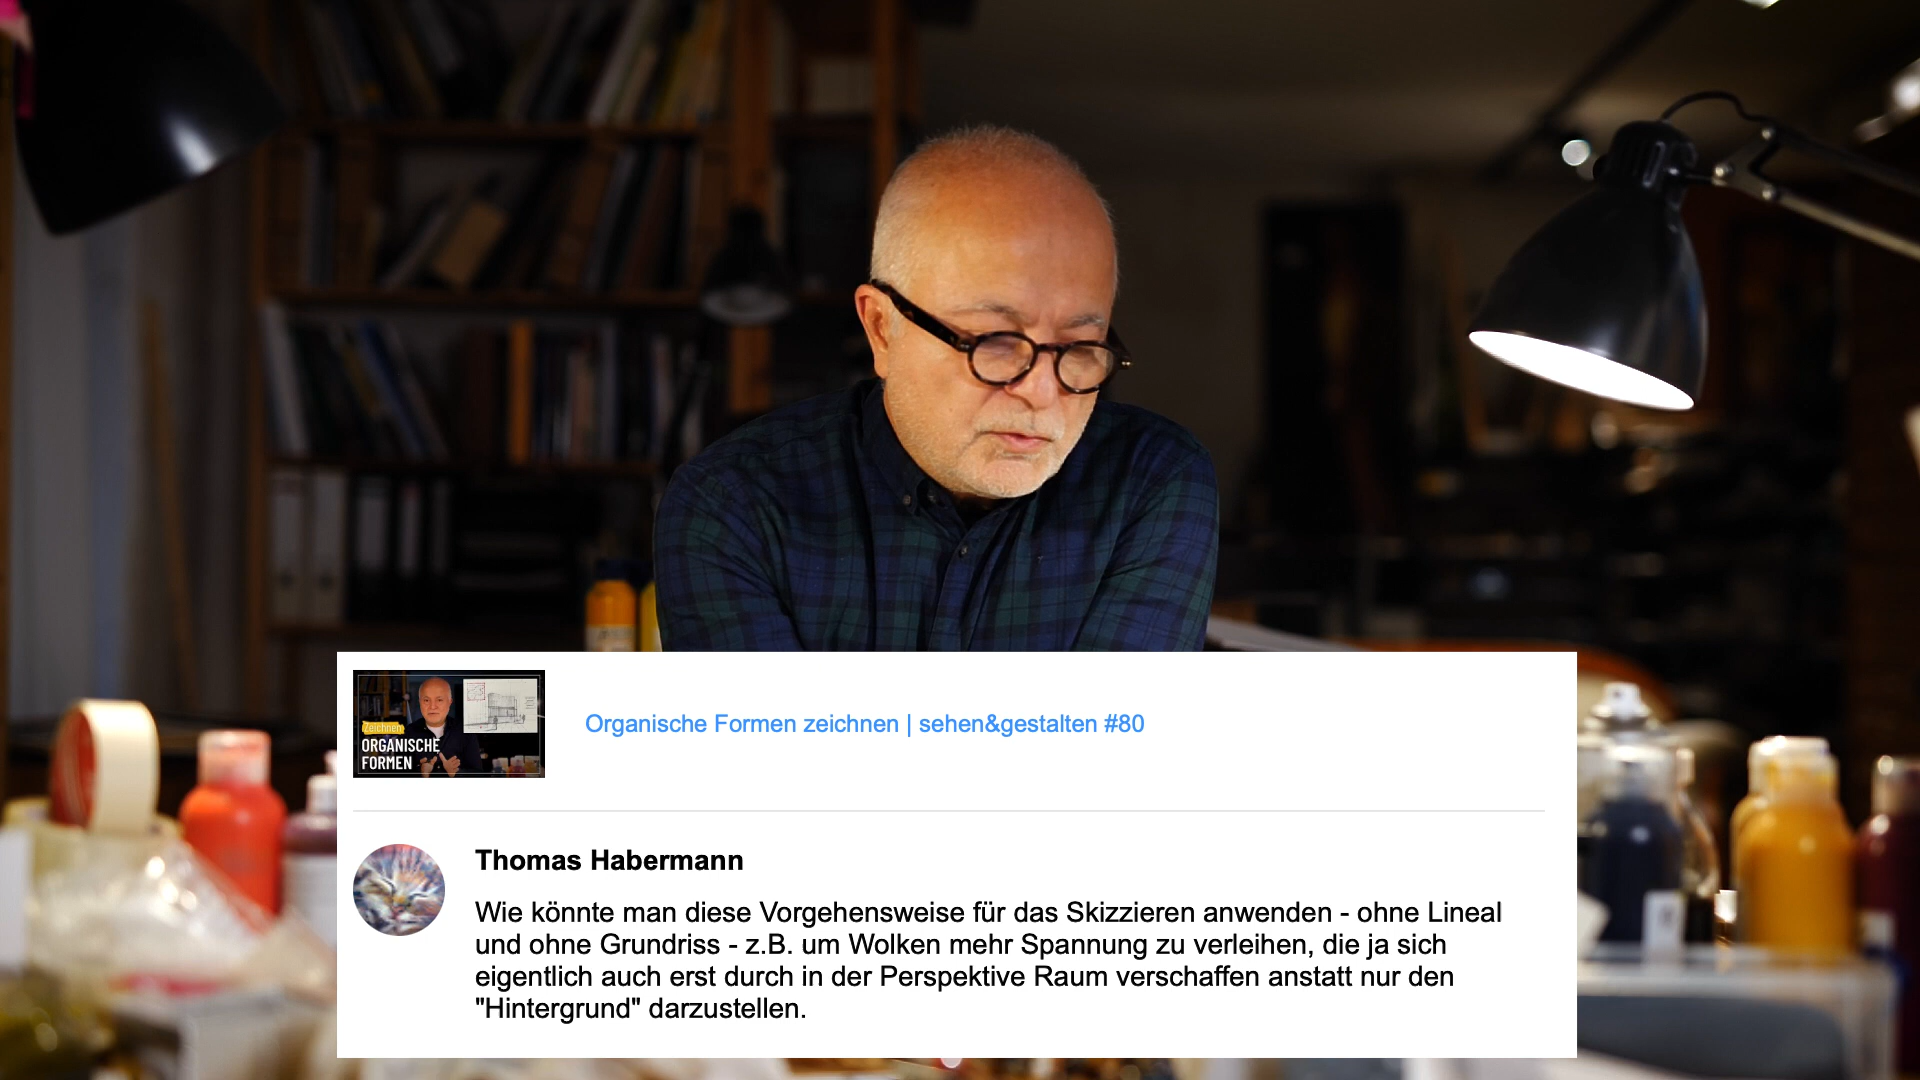 Zeichnen
ORGANISCHE
FORMEN
Organische Formen zeichnen | sehen&gestalten #80
Thomas Habermann
Wie könnte man diese Vorgehensweise für das Skizzieren anwenden - ohne Lineal
und ohne Grundriss - z.B. um Wolken mehr Spannung zu verleihen, die ja sich
eigentlich auch erst durch in der Perspektive Raum verschaffen anstatt nur den
"Hintergrund" darzustellen.